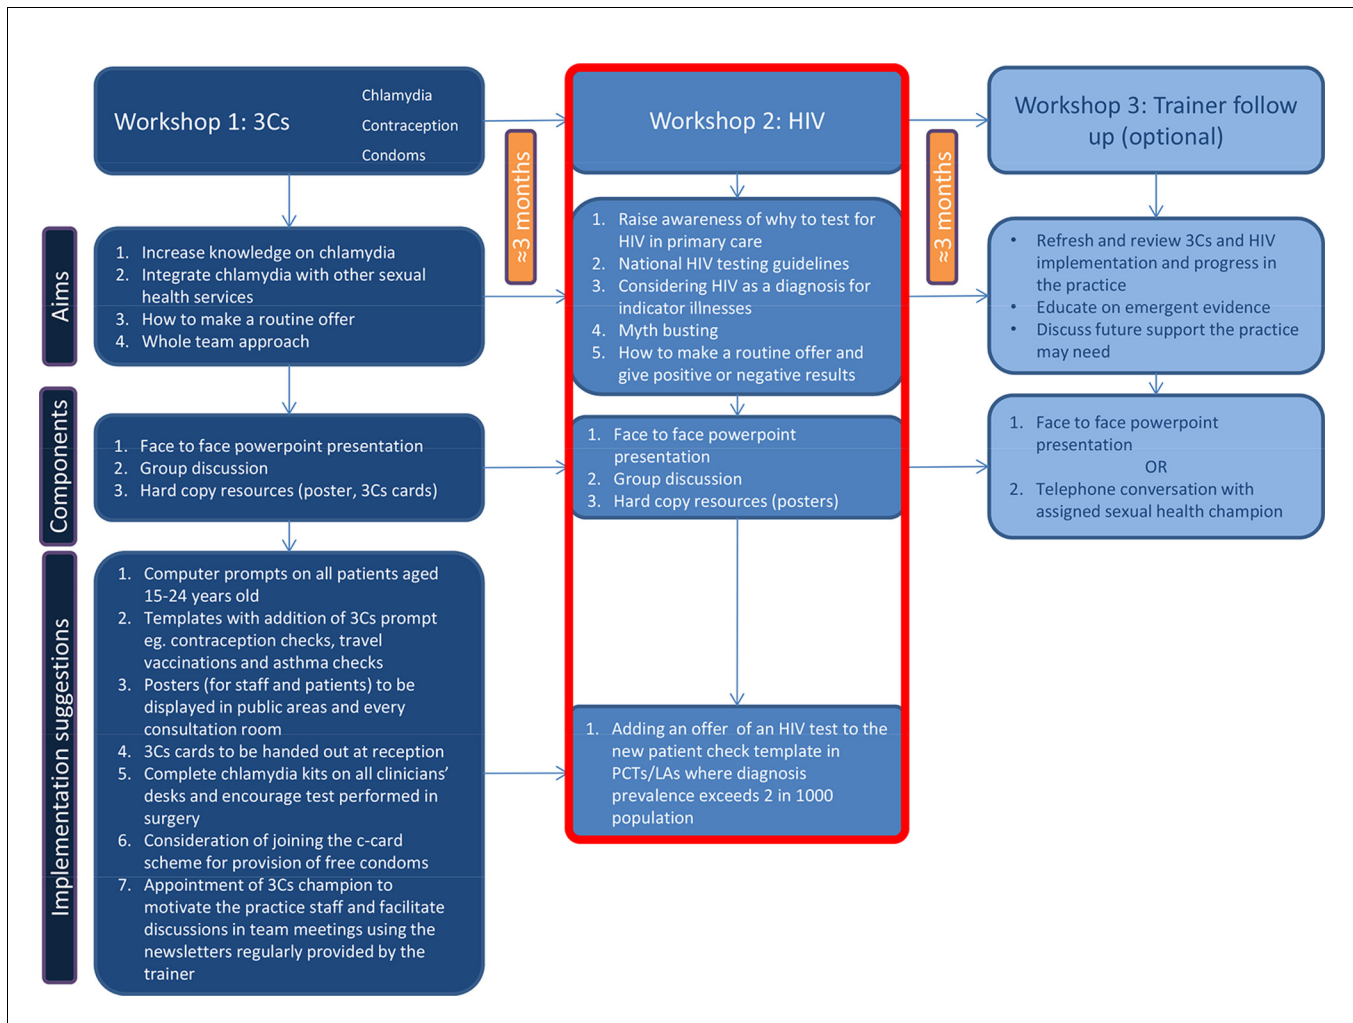 Workshop 1: 3Cs
Chlamydia
Contraception
Condoms
≈3 months
Workshop 2: HIV
≈3 months
Workshop 3: Trainer follow
up (optional)
Aims
1. Increase knowledge on chlamydia
2. Integrate chlamydia with other sexual
health services
3. How to make a routine offer
4. Whole team approach
1. Raise awareness of why to test for
HIV in primary care
2. National HIV testing guidelines
3. Considering HIV as a diagnosis for
indicator illnesses
4. Myth busting
5. How to make a routine offer and
give positive or negative results
• Refresh and review 3Cs and HIV
implementation and progress in
the practice
• Educate on emergent evidence
• Discuss future support the practice
may need
Components
1. Face to face powerpoint presentation
2. Group discussion
3. Hard copy resources (poster, 3Cs cards)
1. Face to face powerpoint
presentation
2. Group discussion
3. Hard copy resources (posters)
1. Face to face powerpoint
presentation
OR
2. Telephone conversation with
assigned sexual health champion
Implementation suggestions
1. Computer prompts on all patients aged
15-24 years old
2. Templates with addition of 3Cs prompt
eg. contraception checks, travel
vaccinations and asthma checks
3. Posters (for staff and patients) to be
displayed in public areas and every
consultation room
4. 3Cs cards to be handed out at reception
5. Complete chlamydia kits on all clinicians’
desks and encourage test performed in
surgery
6. Consideration of joining the c-card
scheme for provision of free condoms
7. Appointment of 3Cs champion to
motivate the practice staff and facilitate
discussions in team meetings using the
newsletters regularly provided by the
trainer
1. Adding an offer of an HIV test to the
new patient check template in
PCTs/LAs where diagnosis
prevalence exceeds 2 in 1000
population